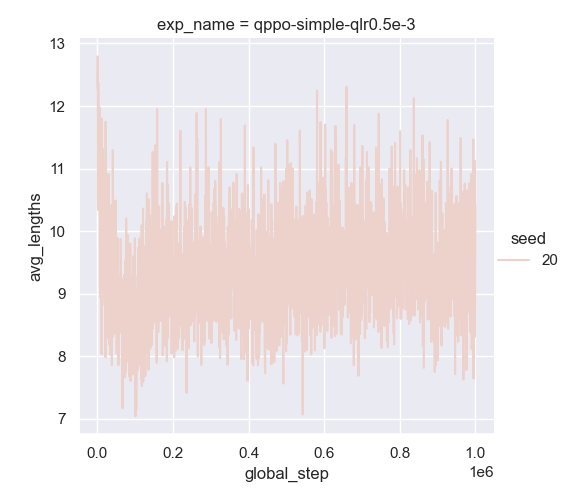 exp_name = qppo-simple-qlr0.5e-3
13
12
11
10
9
8
7
avg_lengths
0.0 0.2 0.4 0.6 0.8 1.0
1e6
global_step
seed
20